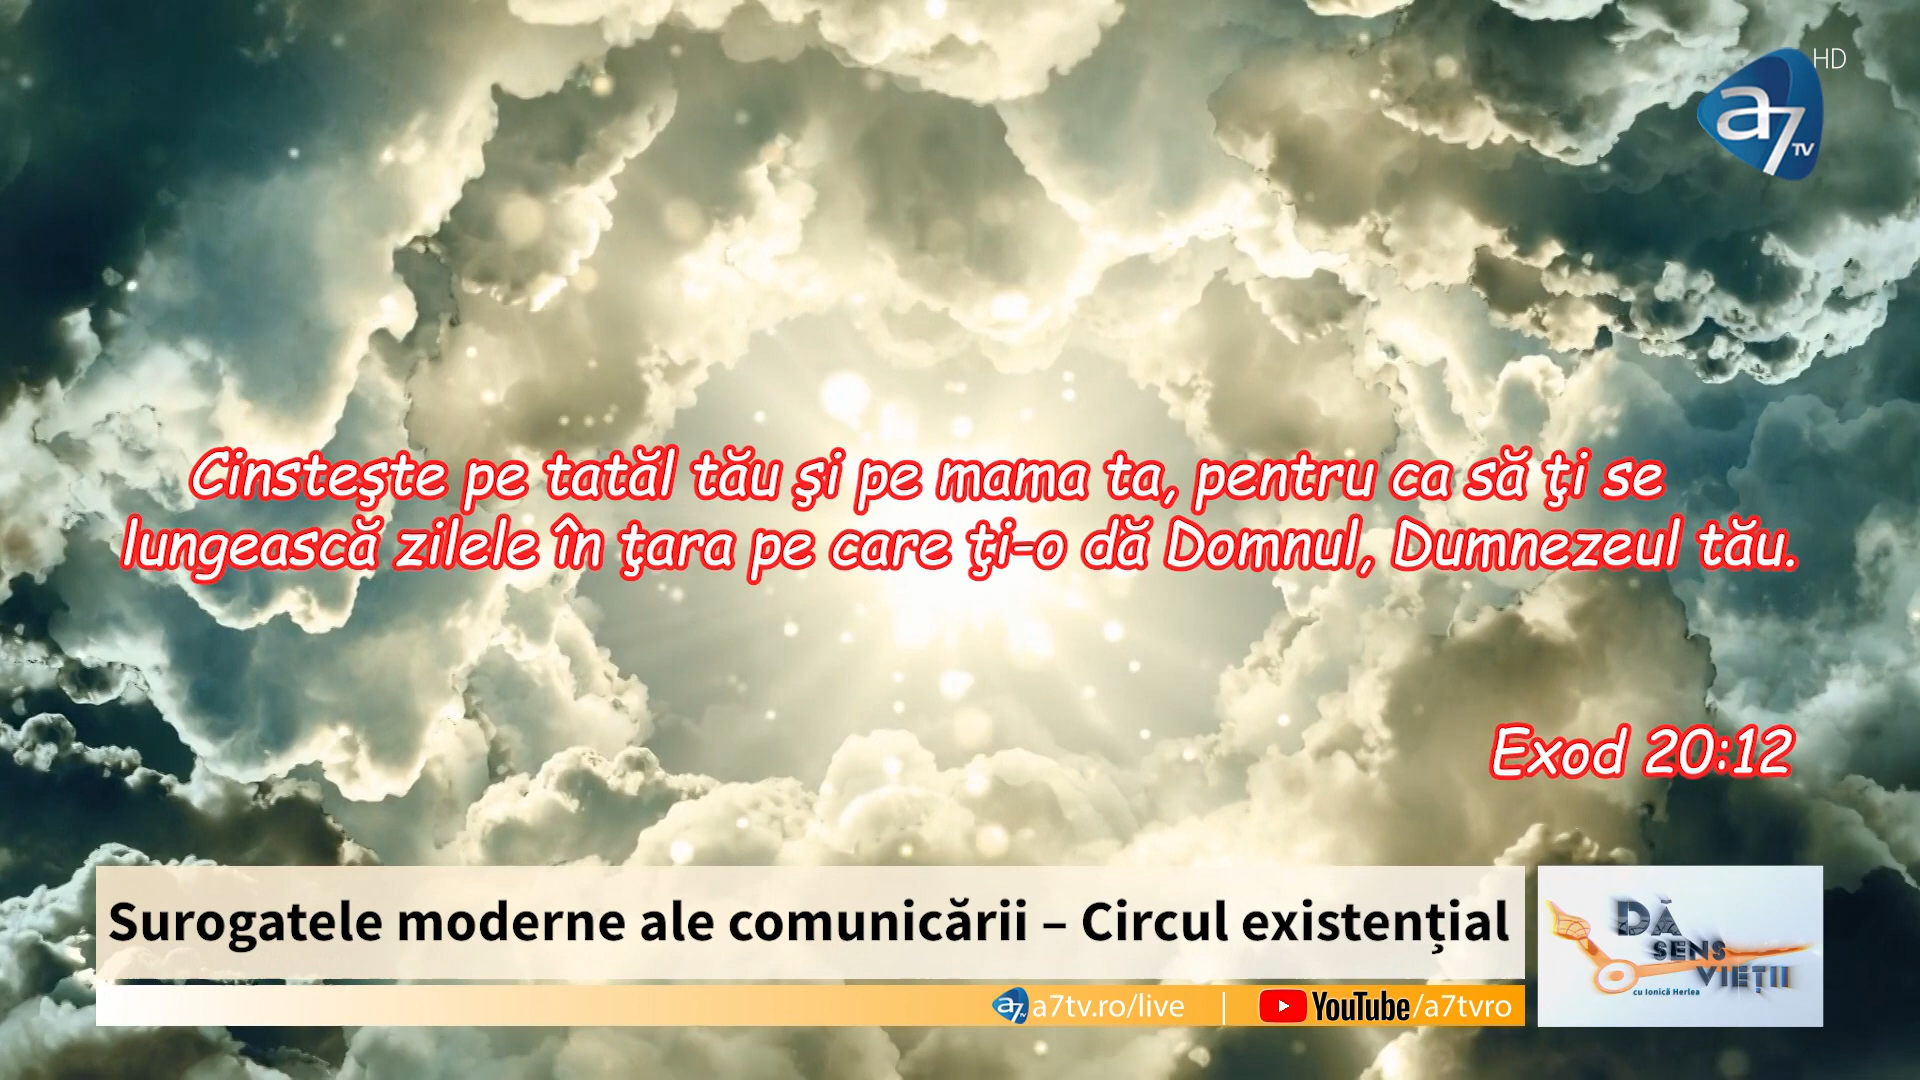 HD
a7
TV
Cinsteşte pe tatăl tău şi pe mama ta, pentru ca să ţi se
lungească zilele în ţara pe care ţi-o dă Domnul, Dumnezeul tău.
Exod 20:12
Surogatele moderne ale comunicării – Circul existențial
DĂ
SENS
VIEȚII
cu Ionică Herlea
a7 a7tv.ro/live | YouTube/a7tvro